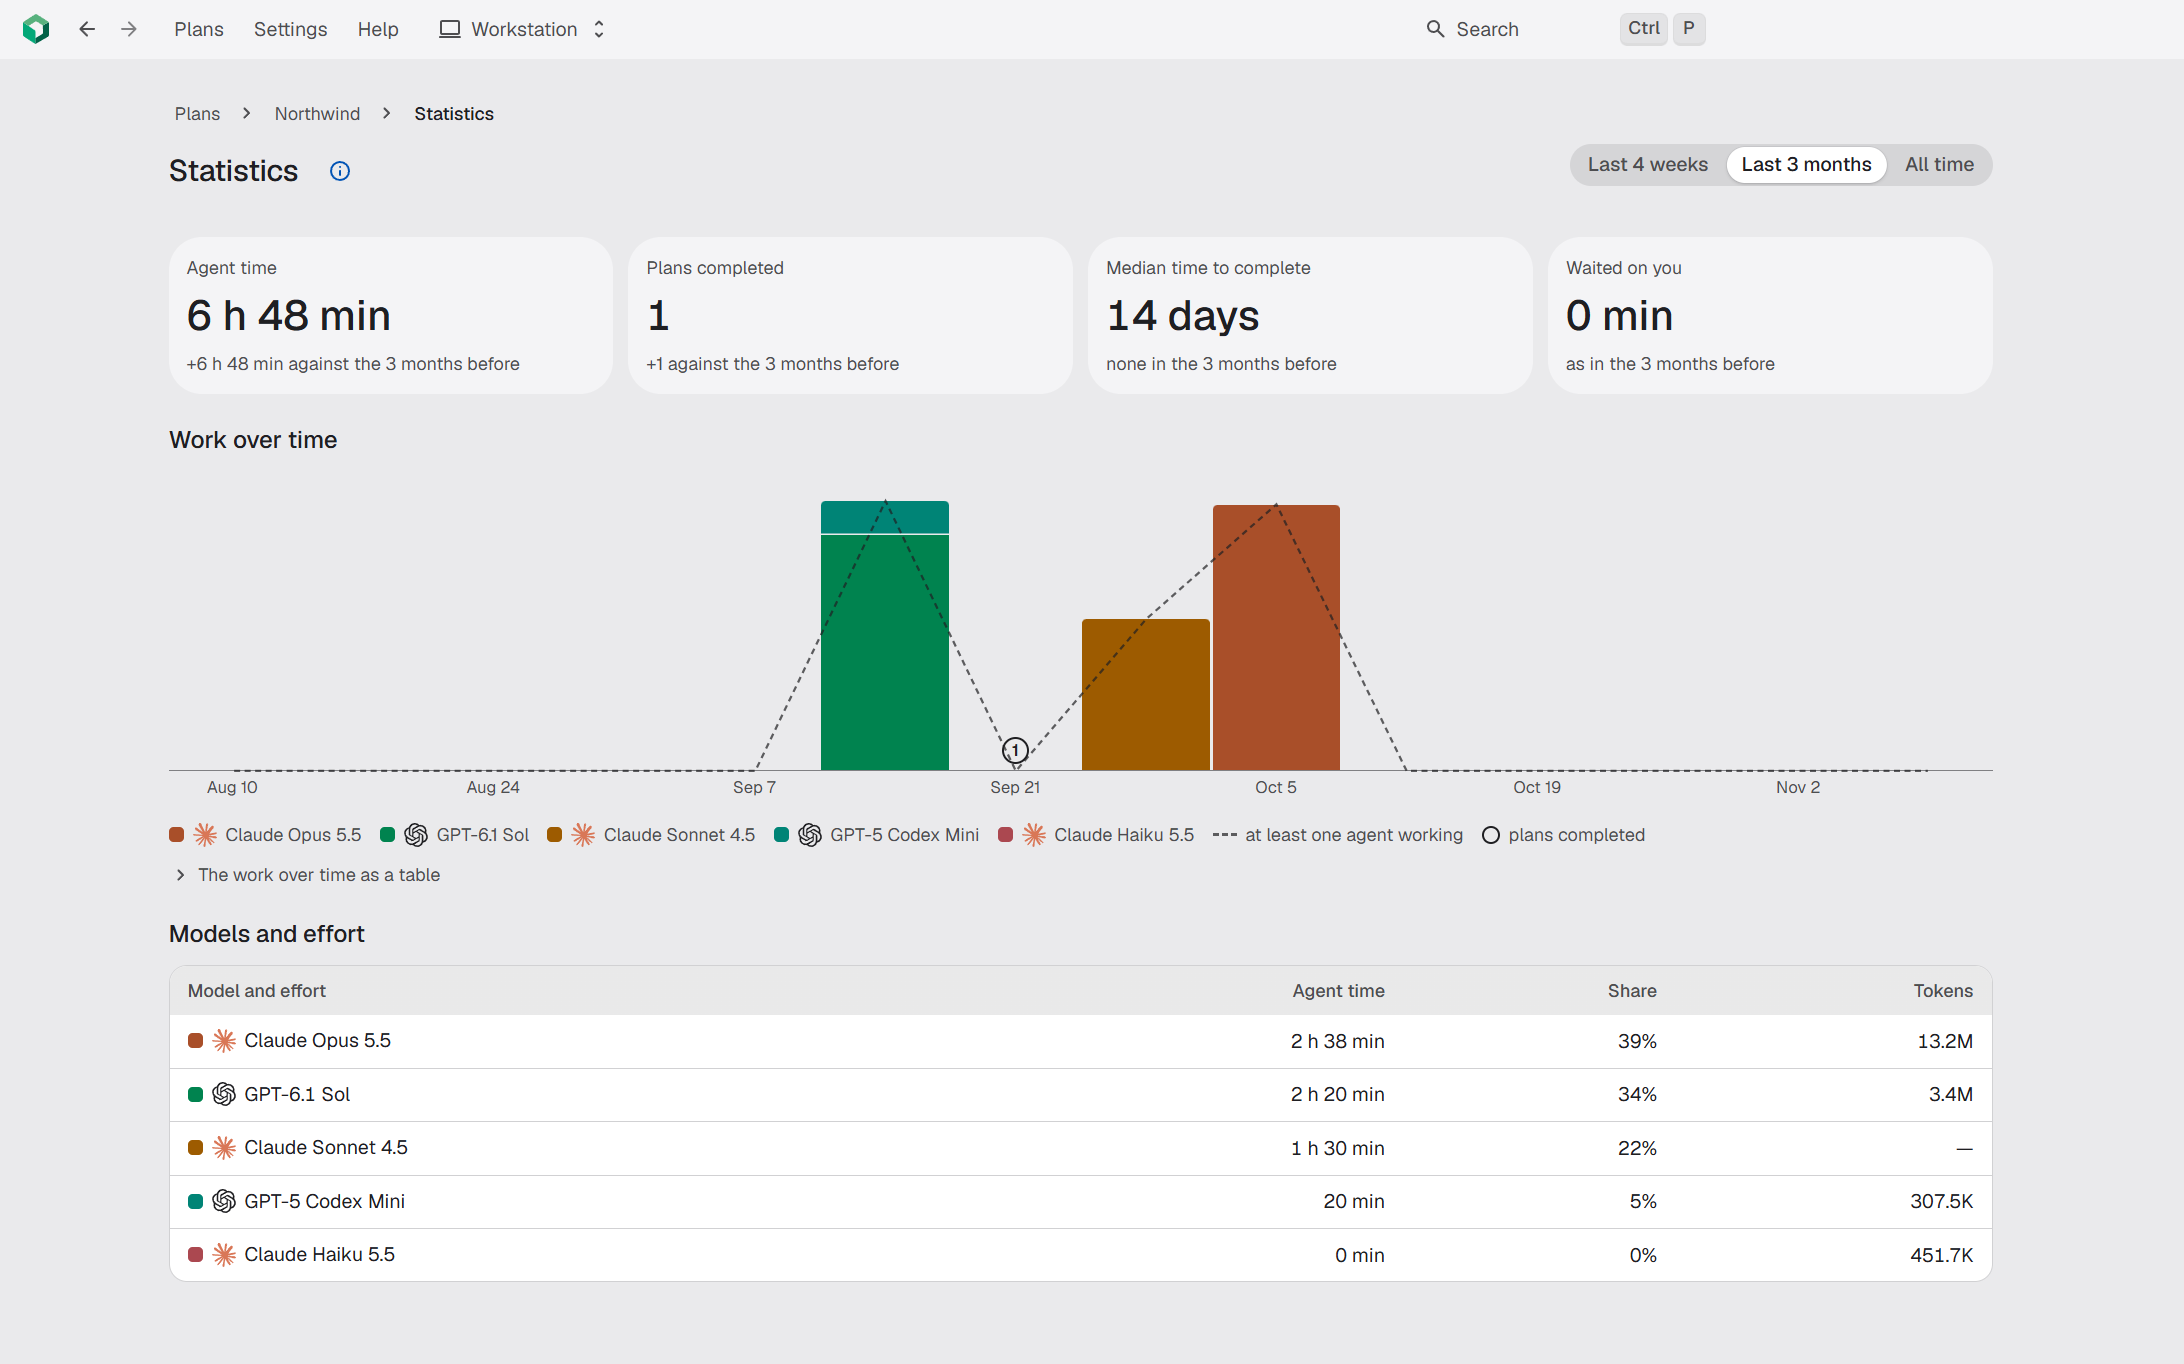 Plans Settings Help Workstation Search Ctrl P
Plans Northwind Statistics
Statistics
Last 4 weeks Last 3 months All time
Agent time
6 h 48 min
+6 h 48 min against the 3 months before
Plans completed
1
+1 against the 3 months before
Median time to complete
14 days
none in the 3 months before
Waited on you
0 min
as in the 3 months before
Work over time
1
Aug 10 Aug 24 Sep 7 Sep 21 Oct 5 Oct 19 Nov 2
Claude Opus 5.5 GPT-6.1 Sol Claude Sonnet 4.5 GPT-5 Codex Mini Claude Haiku 5.5 at least one agent working plans completed
The work over time as a table
Models and effort
Model and effort Agent time Share Tokens
Claude Opus 5.5 2 h 38 min 39% 13.2M
GPT-6.1 Sol 2 h 20 min 34% 3.4M
Claude Sonnet 4.5 1 h 30 min 22% —
GPT-5 Codex Mini 20 min 5% 307.5K
Claude Haiku 5.5 0 min 0% 451.7K